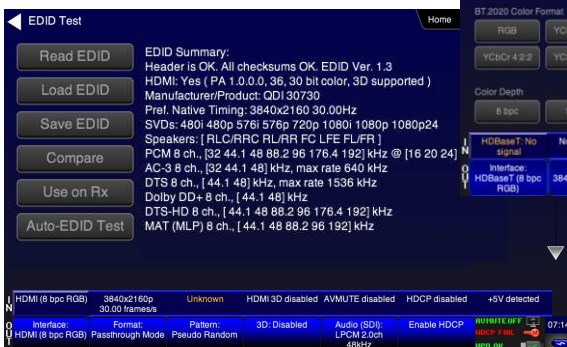 EDID Test
Home
Read EDID
Load EDID
Save EDID
Compare
Use on Rx
Auto-EDID Test
EDID Summary:
Header is OK. All checksums OK. EDID Ver. 1.3
HDMI: Yes ( PA 1.0.0.0, 36, 30 bit color, 3D supported )
Manufacturer/Product: QDI 30730
Pref. Native Timing: 3840x2160 30.00Hz
SVDs: 480i 480p 576i 576p 720p 1080i 1080p 1080p24
Speakers: [ RLC/RRC RL/RR FC LFE FL/FR ]
PCM 8 ch., [32 44.1 48 88.2 96 176.4 192] kHz @ [16 20 24]
AC-3 8 ch., [32 44.1 48] kHz, max rate 640 kHz
DTS 8 ch., [44.1 48] kHz, max rate 1536 kHz
Dolby DD+ 8 ch., [44.1 48] kHz
DTS-HD 8 ch., [44.1 48 88.2 96 176.4 192] kHz
MAT (MLP) 8 ch., [44.1 48 88.2 96 192] kHz
BT.2020 Color Format
RGB
YC
YCbCr 4:2:2
YC
Color Depth
8 bpc
IN
HDBaseT: No signal
OUT
Interface:
HDBaseT (8 bpc
RGB)
384
IN
HDMI (8 bpc RGB)
3840x2160p
30.00 frames/s
Unknown
HDMI 3D disabled
AVMUTE disabled
HDCP disabled
+5V detected
OUT
Interface:
HDMI (8 bpc RGB)
Format:
Passthrough Mode
Pattern:
Pseudo Random
3D: Disabled
Audio (SDI):
LPCM 2.0ch
48kHz
Enable HDCP
AVMUTE OFF
HDCP FAIL
HPD OK
07:14